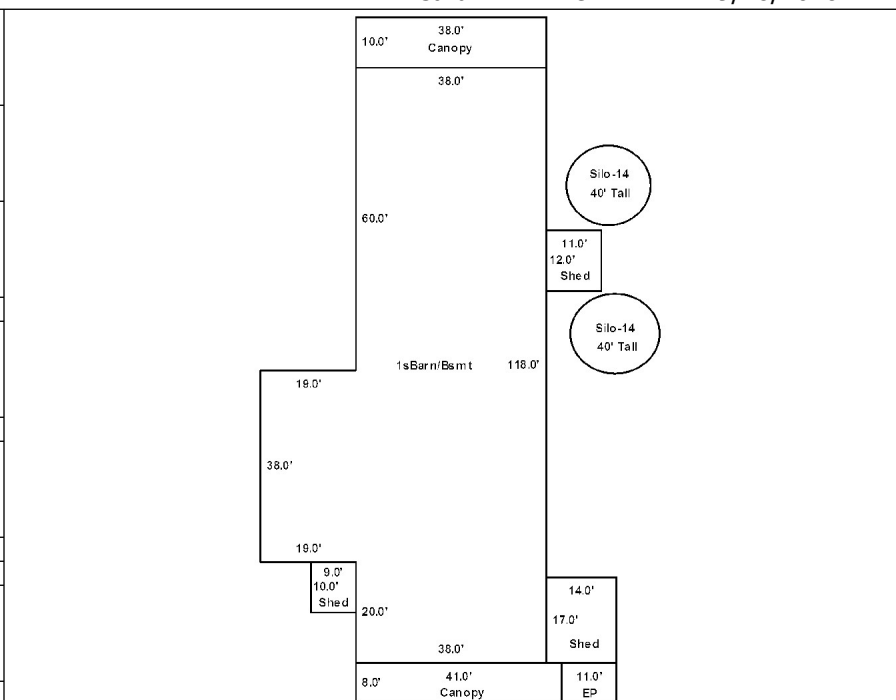 38.0'
10.0'
Canopy
38.0'
Silo-14
40' Tall
60.0'
11.0'
12.0'
Shed
Silo-14
40' Tall
1sBarn/Bsmt
118.0'
19.0'
38.0'
19.0'
9.0'
10.0'
Shed
20.0'
14.0'
17.0'
Shed
38.0'
41.0'
8.0'
Canopy
11.0'
EP